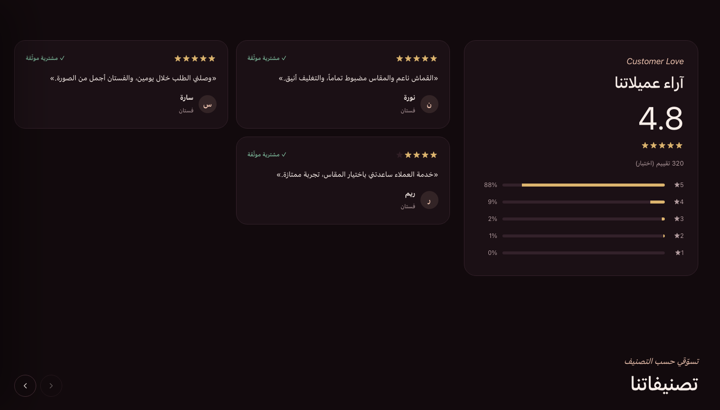 Customer Love
آراء عميلاتنا
4.8
★★★★★
320 تقييم (اختبار)
★5 88%
★4 9%
★3 2%
★2 1%
★1 0%
★★★★★ ✓ مشترية موثّقة
«القماش ناعم والمقاس مضبوط تماماً، والتغليف أنيق.»
ن
نورة
فستان
★★★★★ ✓ مشترية موثّقة
«وصلني الطلب خلال يومين، والفستان أجمل من الصورة.»
س
سارة
فستان
★★★★★ ✓ مشترية موثّقة
«خدمة العملاء ساعدتني باختيار المقاس، تجربة ممتازة.»
ر
ريم
فستان
تسوّقي حسب التصنيف
تصنيفاتنا